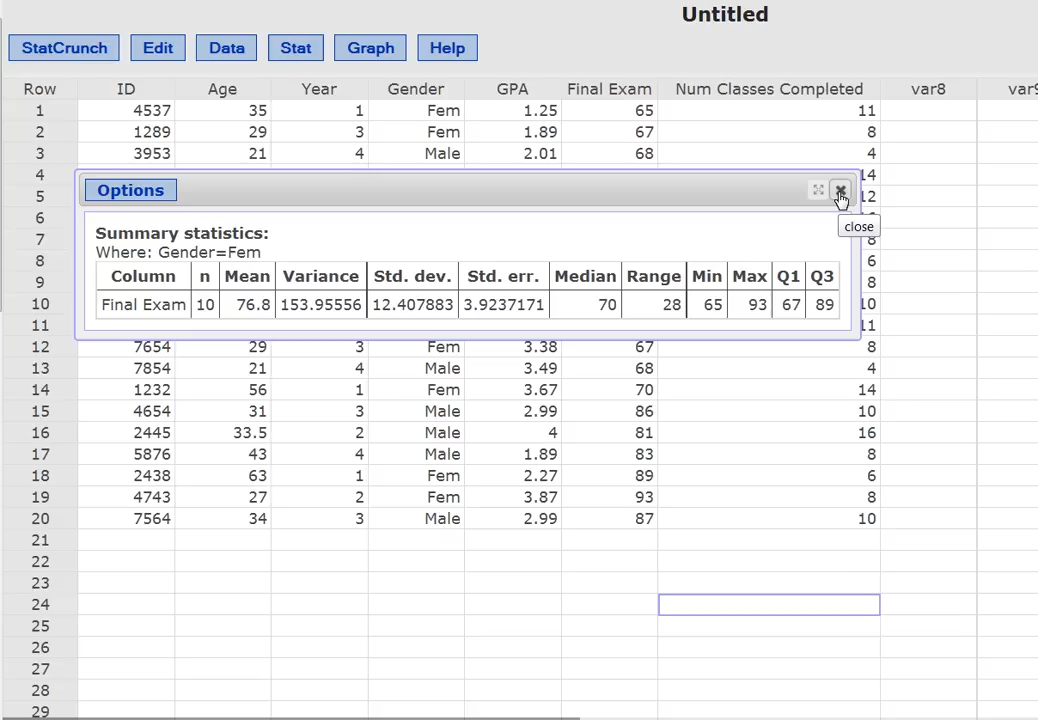 Untitled
StatCrunch Edit Data Stat Graph Help
Row ID Age Year Gender GPA Final Exam Num Classes Completed var8 var9
1 4537 35 1 Fem 1.25 65 11
2 1289 29 3 Fem 1.89 67 8
3 3953 21 4 Male 2.01 68 4
4 14
Options
5 12
6
close
7 8
Summary statistics:
8 6
Where: Gender=Fem
Column n Mean Variance Std. dev. Std. err. Median Range Min Max Q1 Q3
9 8
Final Exam 10 76.8 153.95556 12.407883 3.9237171 70 28 65 93 67 89
10 10
11 11
12 7654 29 3 Fem 3.38 67 8
13 7854 21 4 Male 3.49 68 4
14 1232 56 1 Fem 3.67 70 14
15 4654 31 3 Male 2.99 86 10
16 2445 33.5 2 Male 4 81 16
17 5876 43 4 Male 1.89 83 8
18 2438 63 1 Fem 2.27 89 6
19 4743 27 2 Fem 3.87 93 8
20 7564 34 3 Male 2.99 87 10
21
22
23
24
25
26
27
28
29